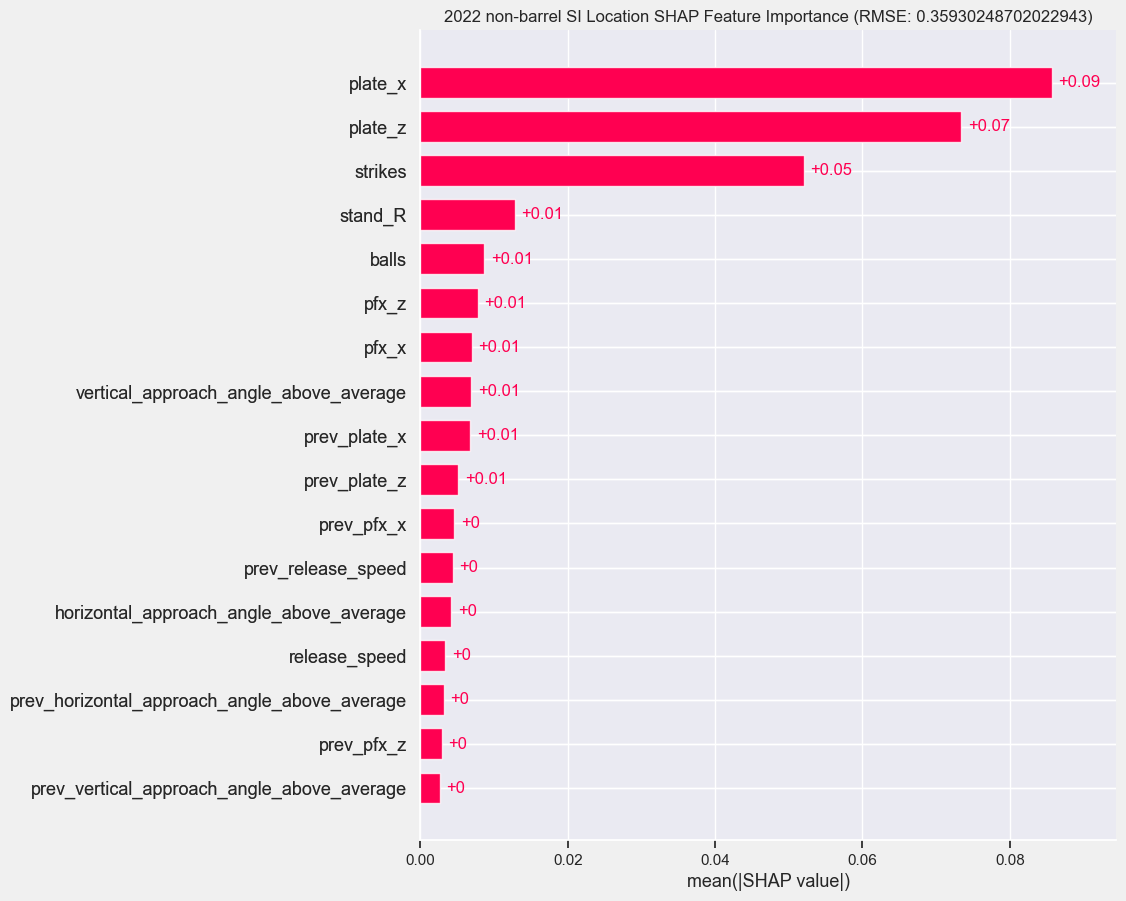 2022 non-barrel SI Location SHAP Feature Importance (RMSE: 0.35930248702022943)
plate_x +0.09
plate_z +0.07
strikes +0.05
stand_R +0.01
balls +0.01
pfx_z +0.01
pfx_x +0.01
vertical_approach_angle_above_average +0.01
prev_plate_x +0.01
prev_plate_z +0.01
prev_pfx_x +0
prev_release_speed +0
horizontal_approach_angle_above_average +0
release_speed +0
prev_horizontal_approach_angle_above_average +0
prev_pfx_z +0
prev_vertical_approach_angle_above_average +0
0.00 0.02 0.04 0.06 0.08
mean(|SHAP value|)